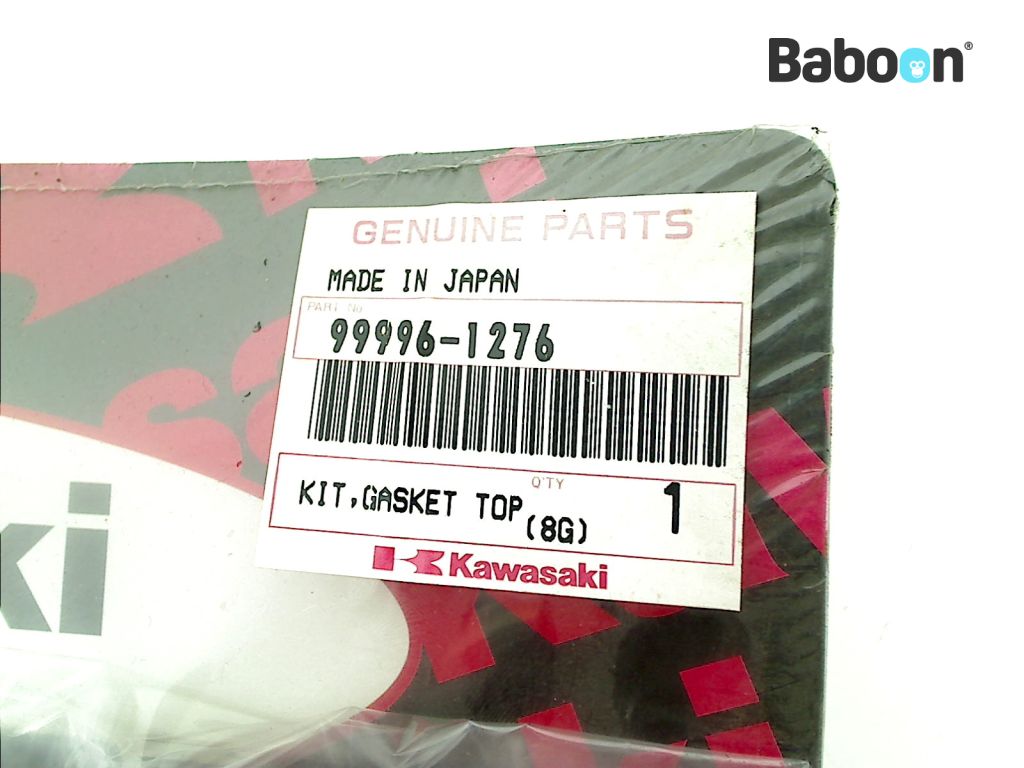 Baboon®
GENUINE PARTS
MADE IN JAPAN
PART No.
99996-1276
KIT,GASKET TOP(8G)
Q'TY
1
Kawasaki
ki